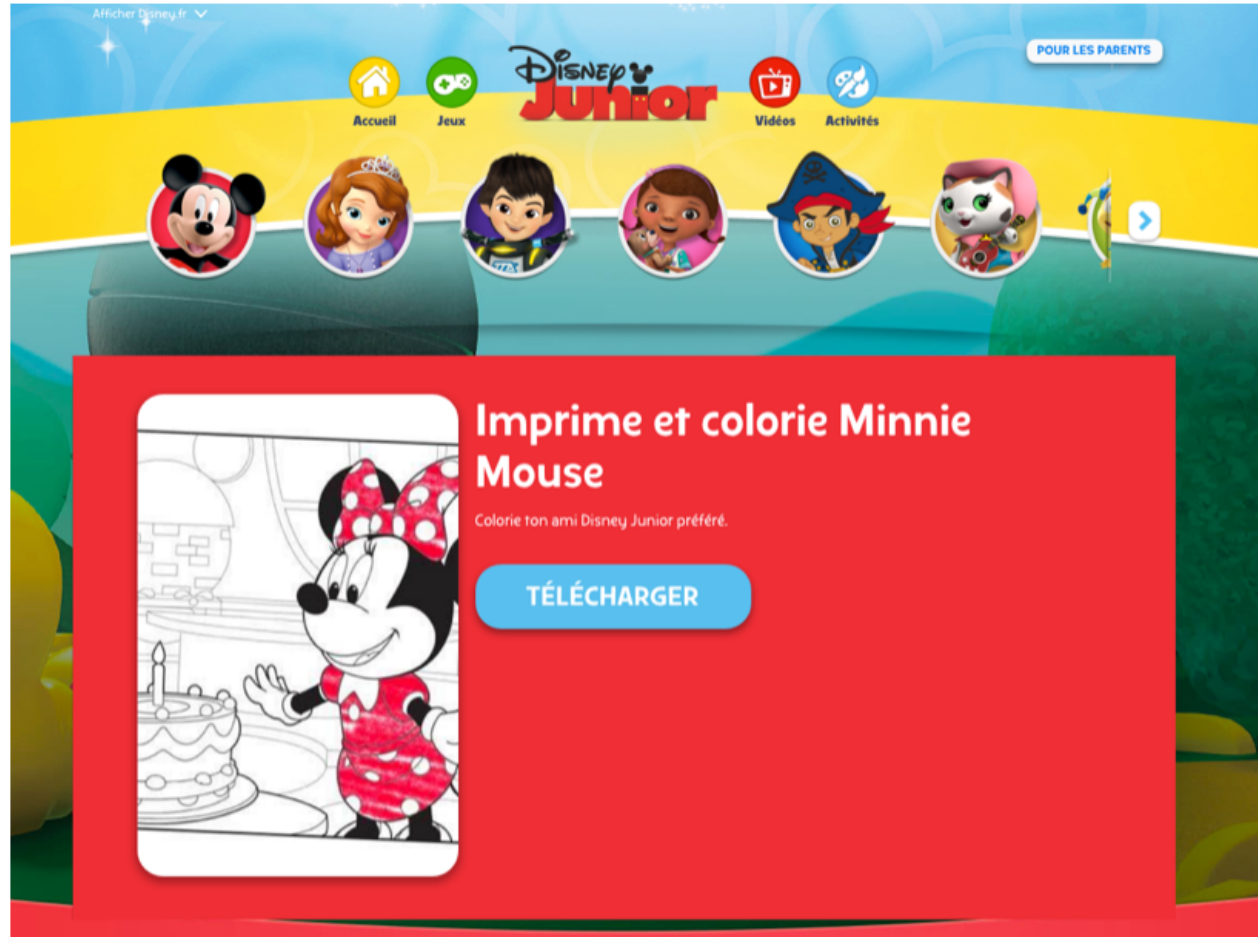 Afficher Disney.fr
POUR LES PARENTS
Disney
Junior
Accueil
Jeux
Vidéos
Activités
Imprime et colorie Minnie
Mouse
Colorie ton ami Disney Junior préféré.
TÉLÉCHARGER